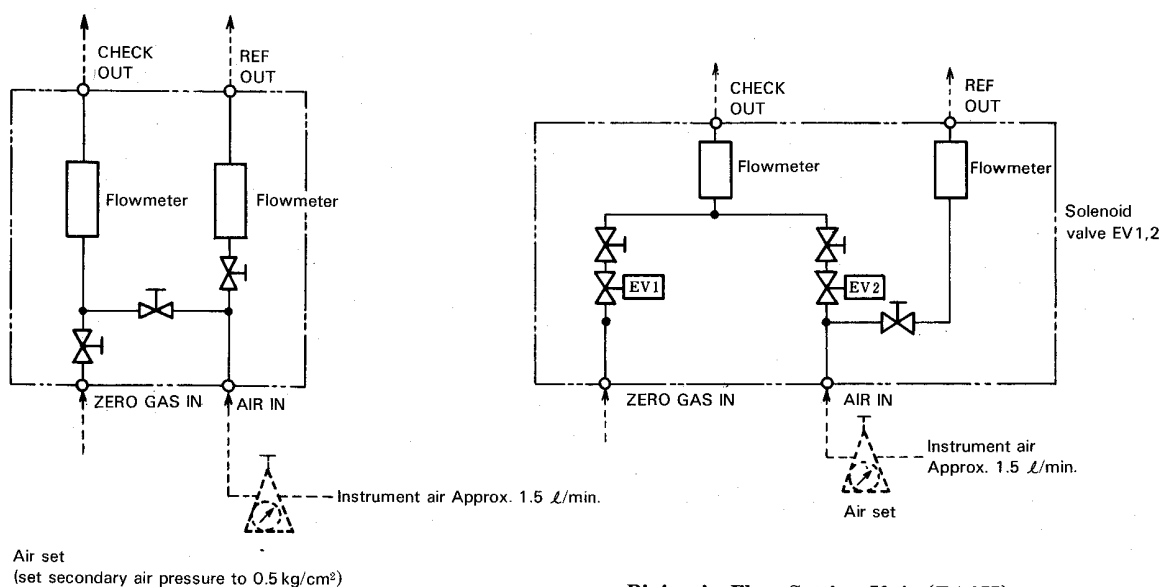 CHECK
OUT
REF
OUT
Flowmeter
Flowmeter
ZERO GAS IN
AIR IN
Instrument air Approx. 1.5 ℓ/min.
Air set
(set secondary air pressure to 0.5 kg/cm²)
CHECK
OUT
REF
OUT
Flowmeter
Flowmeter
Solenoid
valve EV1,2
EV1
EV2
ZERO GAS IN
AIR IN
Instrument air
Approx. 1.5 ℓ/min.
Air set